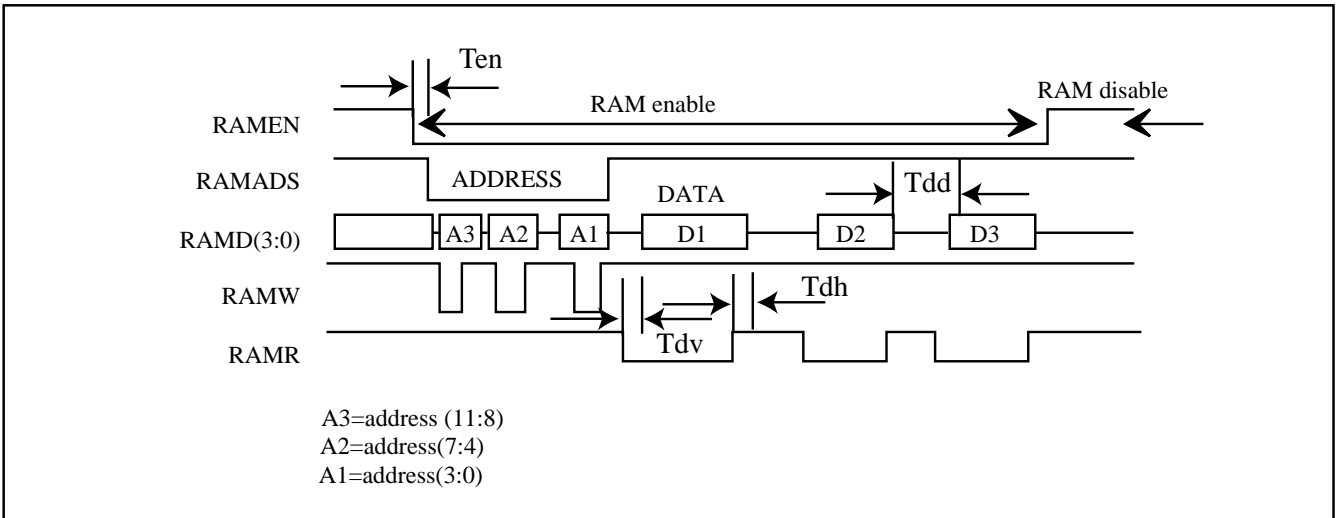 Ten
RAM enable
RAM disable
RAMEN
RAMADS
ADDRESS
DATA
Tdd
RAMD(3:0)
A3
A2
A1
D1
D2
D3
RAMW
Tdh
Tdv
RAMR
A3=address (11:8)
A2=address(7:4)
A1=address(3:0)